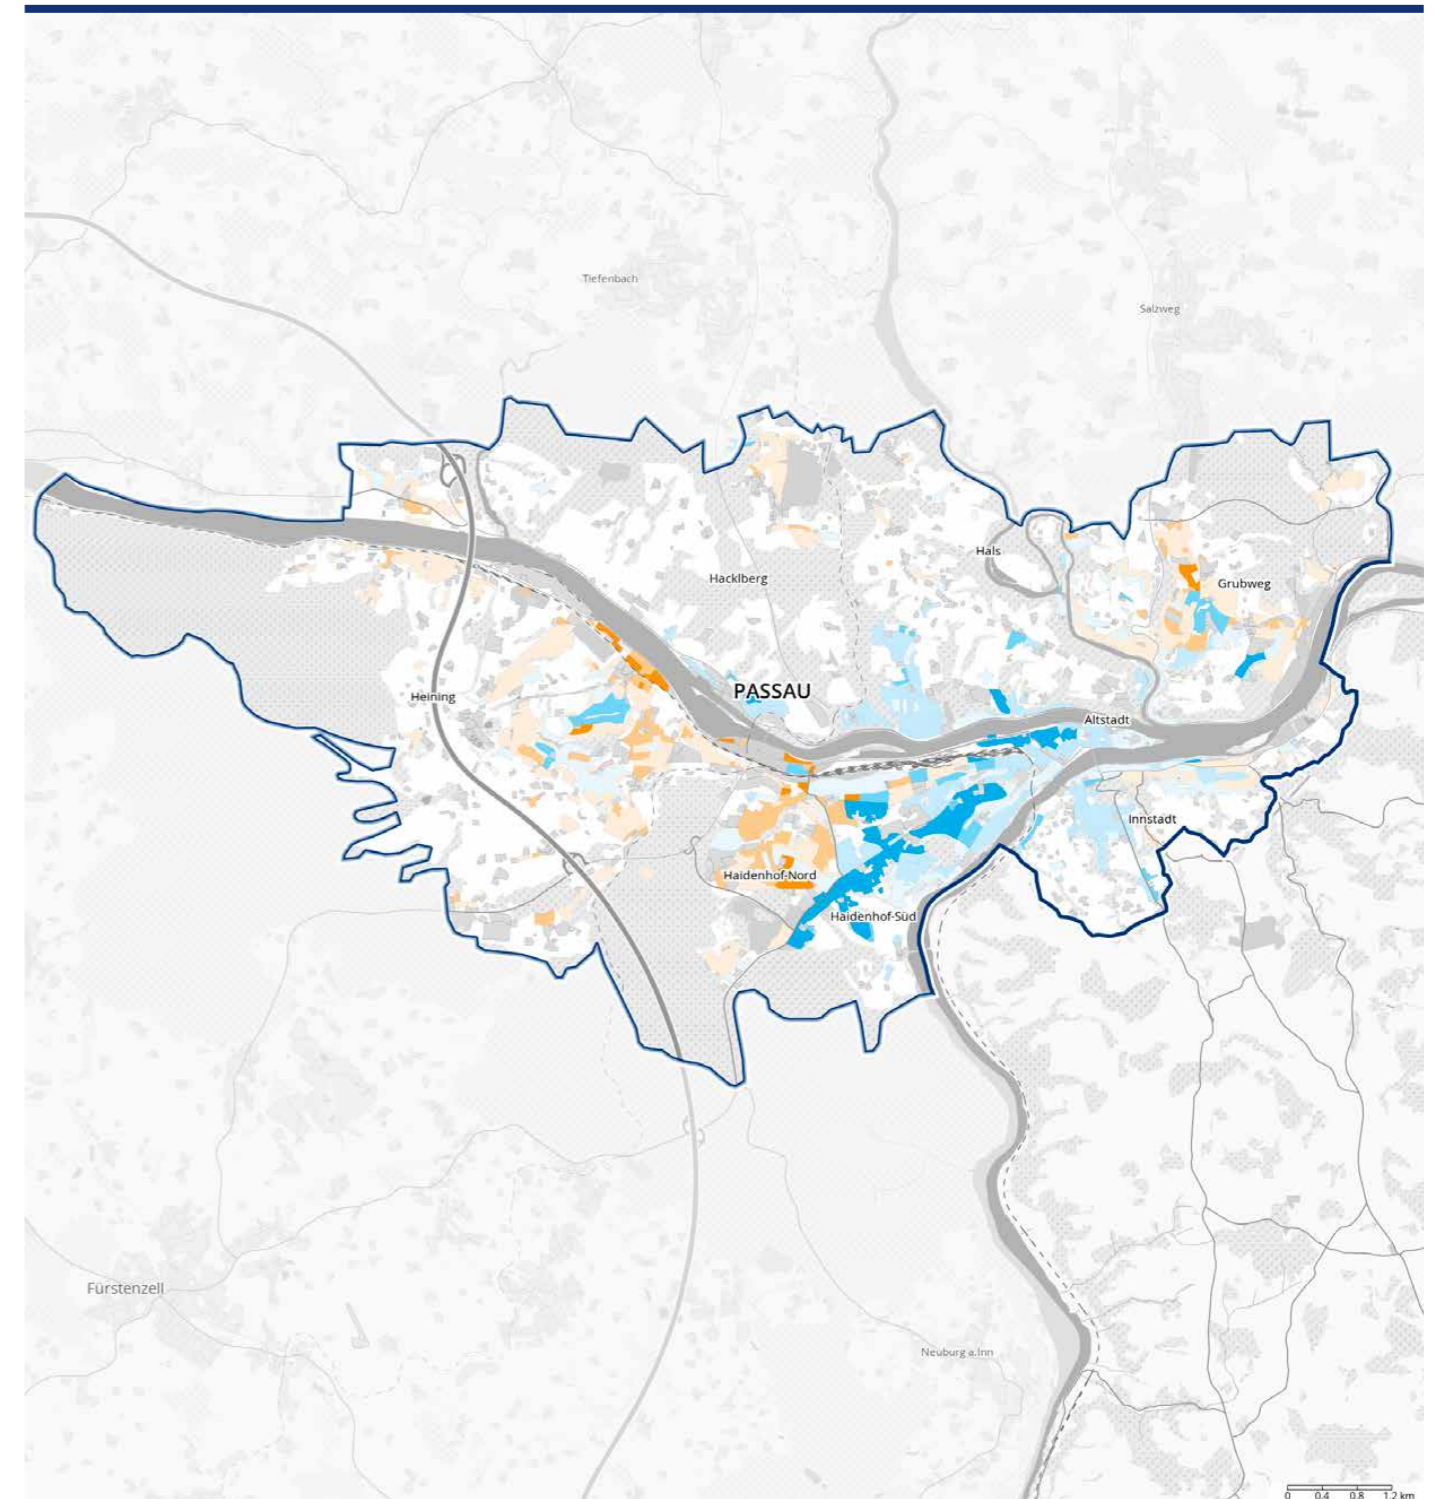 Tiefenbach
Salzweg
Hals
Hacklberg
Grubweg
PASSAU
Heining
Altstadt
Innstadt
Haidenhof-Nord
Haidenhof-Süd
Fürstenzell
Neuburg a.Inn
0 0.4 0.8 1.2 km